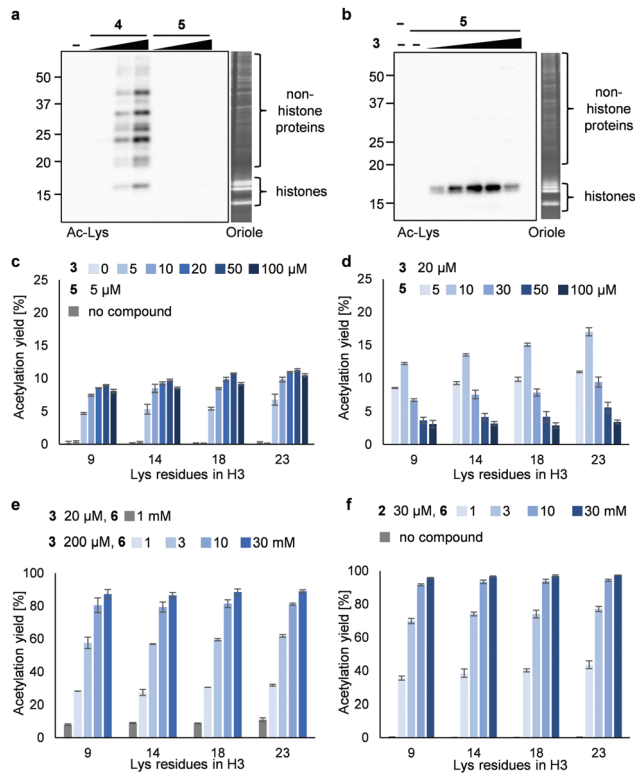 a
4 5
–
50
37
25
20
15
non-
histone
proteins
histones
Ac-Lys Oriole
b
– 5
3 – –
50
37
25
20
15
non-
histone
proteins
histones
Ac-Lys Oriole
c
3 0 5 10 20 50 100 µM
5 5 µM
no compound
Acetylation yield [%]
25
20
15
10
5
0
9 14 18 23
Lys residues in H3
d
3 20 µM
5 5 10 30 50 100 µM
Acetylation yield [%]
25
20
15
10
5
0
9 14 18 23
Lys residues in H3
e
3 20 µM, 6 1 mM
3 200 µM, 6 1 3 10 30 mM
Acetylation yield [%]
100
80
60
40
20
0
9 14 18 23
Lys residues in H3
f
2 30 µM, 6 1 3 10 30 mM
no compound
Acetylation yield [%]
100
80
60
40
20
0
9 14 18 23
Lys residues in H3